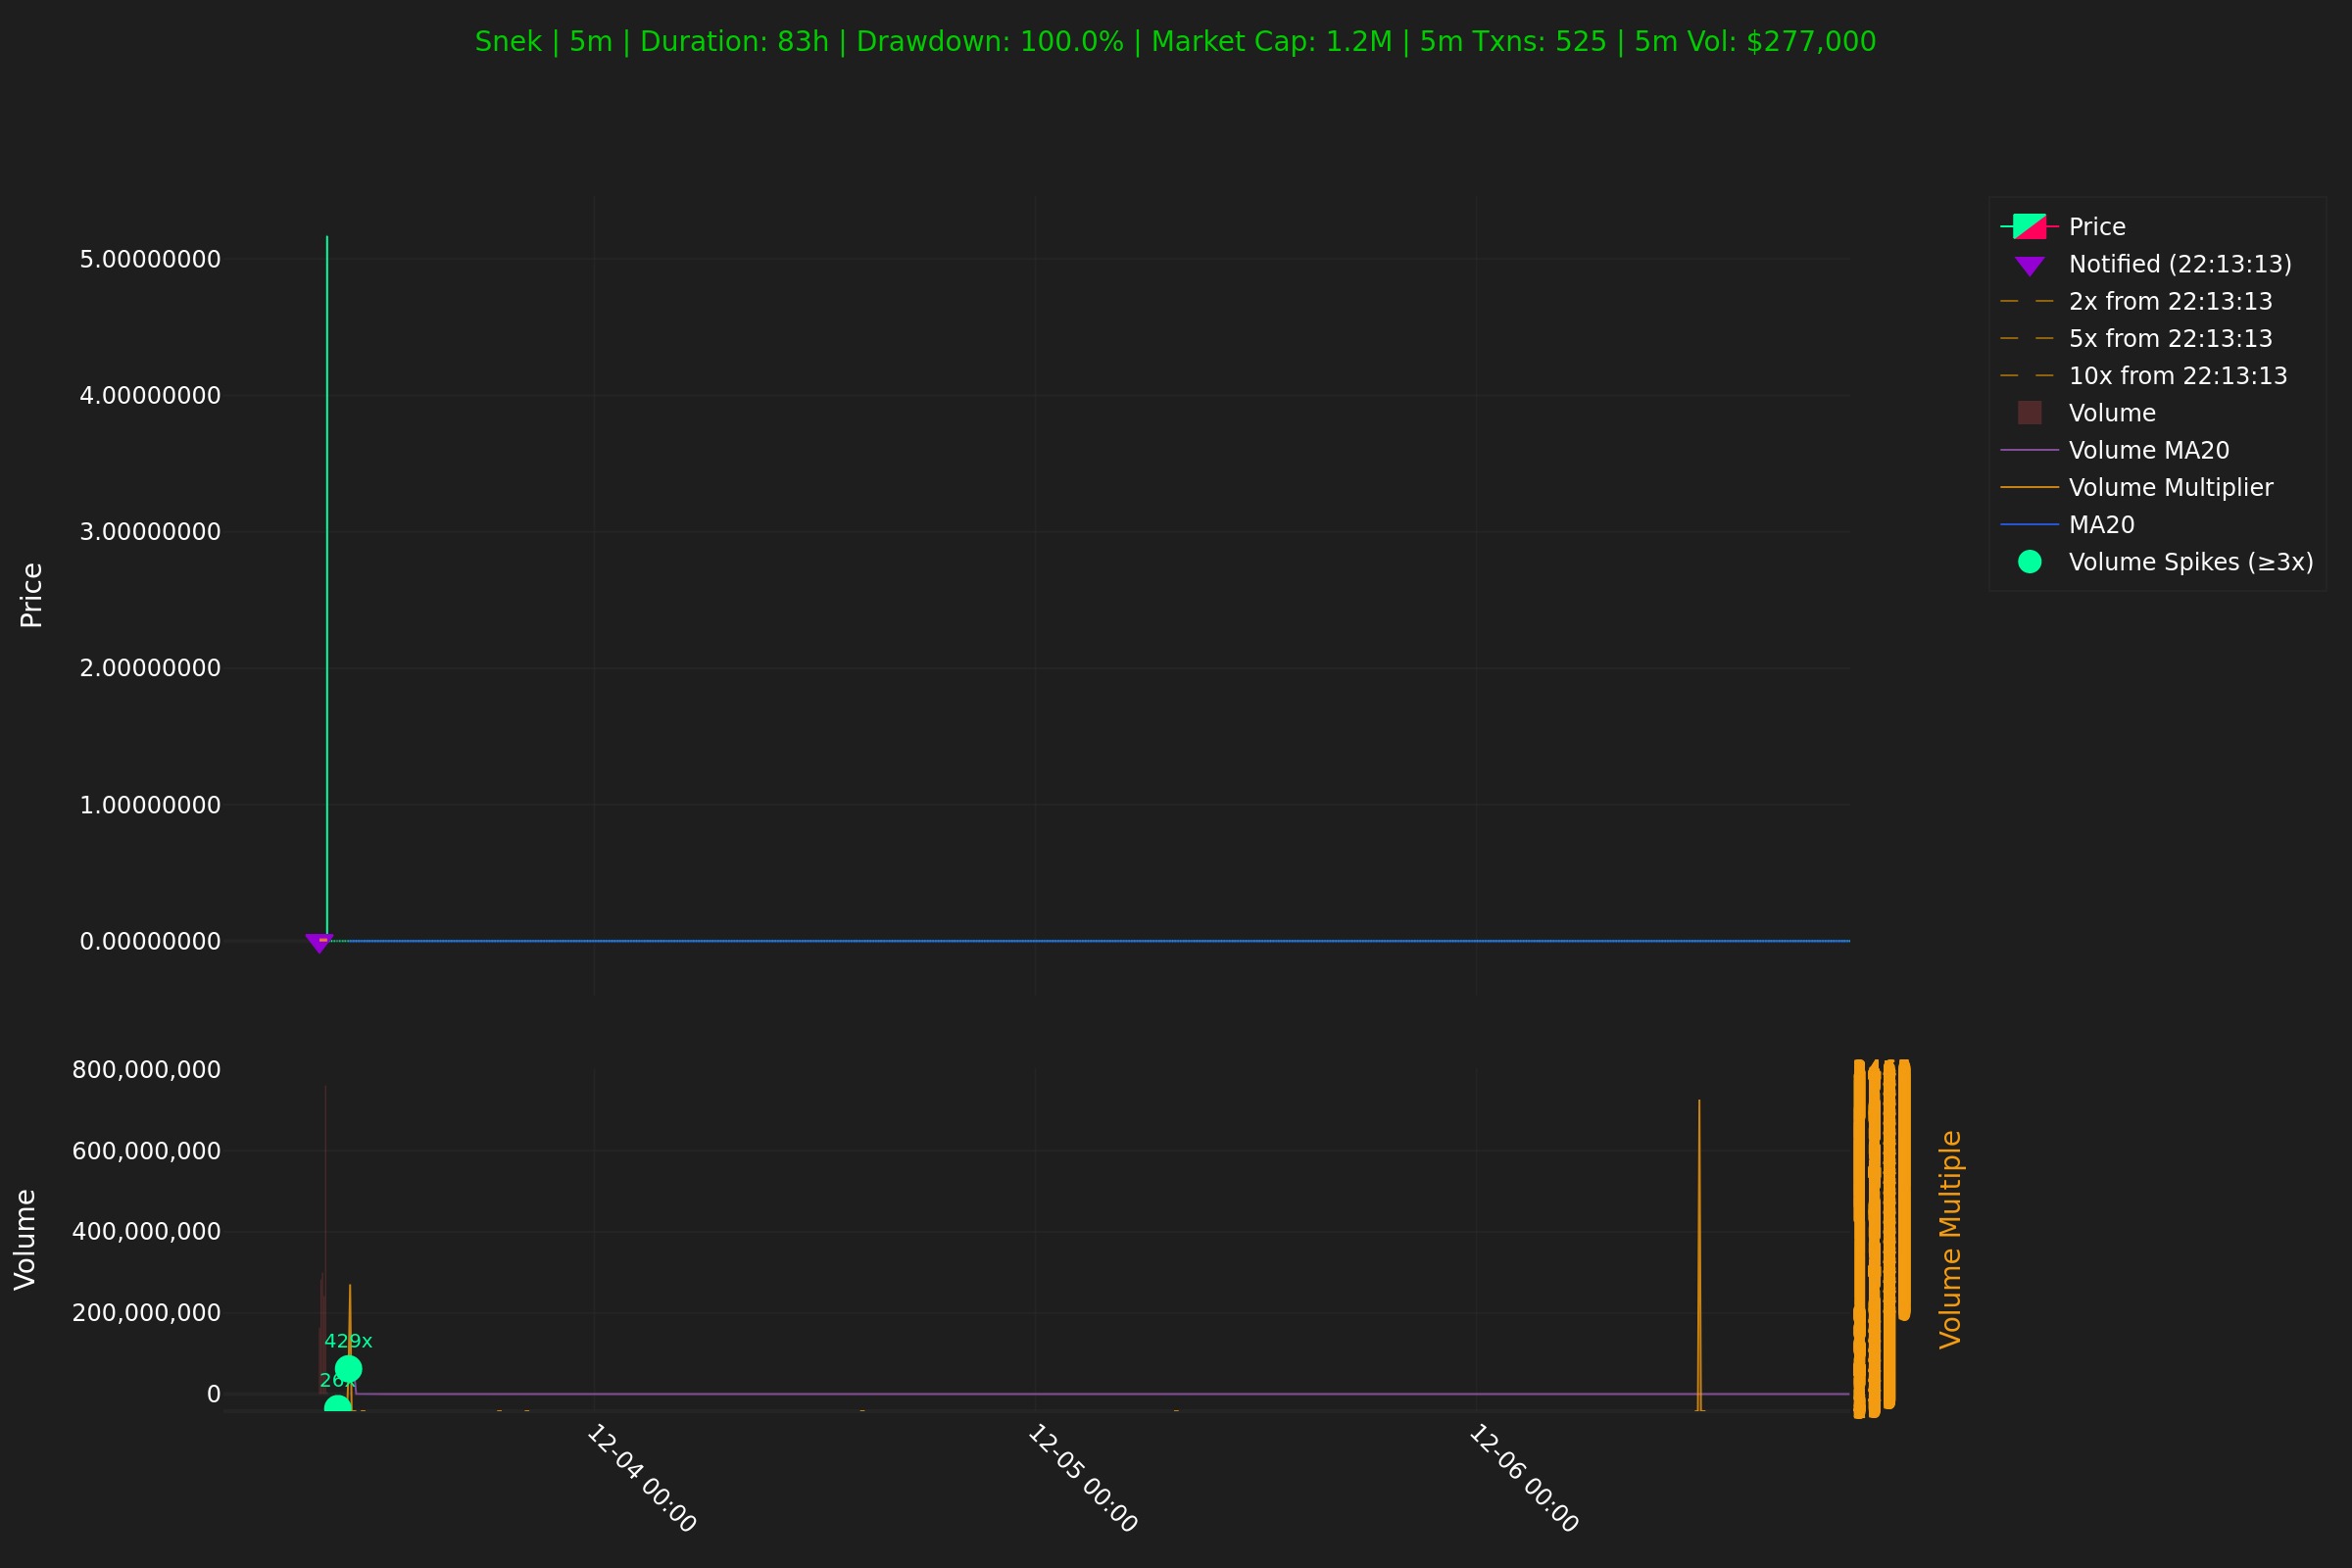 Snek | 5m | Duration: 83h | Drawdown: 100.0% | Market Cap: 1.2M | 5m Txns: 525 | 5m Vol: $277,000
Price
5.00000000
4.00000000
3.00000000
2.00000000
1.00000000
0.00000000
Price
Notified (22:13:13)
2x from 22:13:13
5x from 22:13:13
10x from 22:13:13
Volume
Volume MA20
Volume Multiplier
MA20
Volume Spikes (≥3x)
Volume
800,000,000
600,000,000
400,000,000
200,000,000
0
429x
Volume Multiple
12-04 00:00
12-05 00:00
12-06 00:00